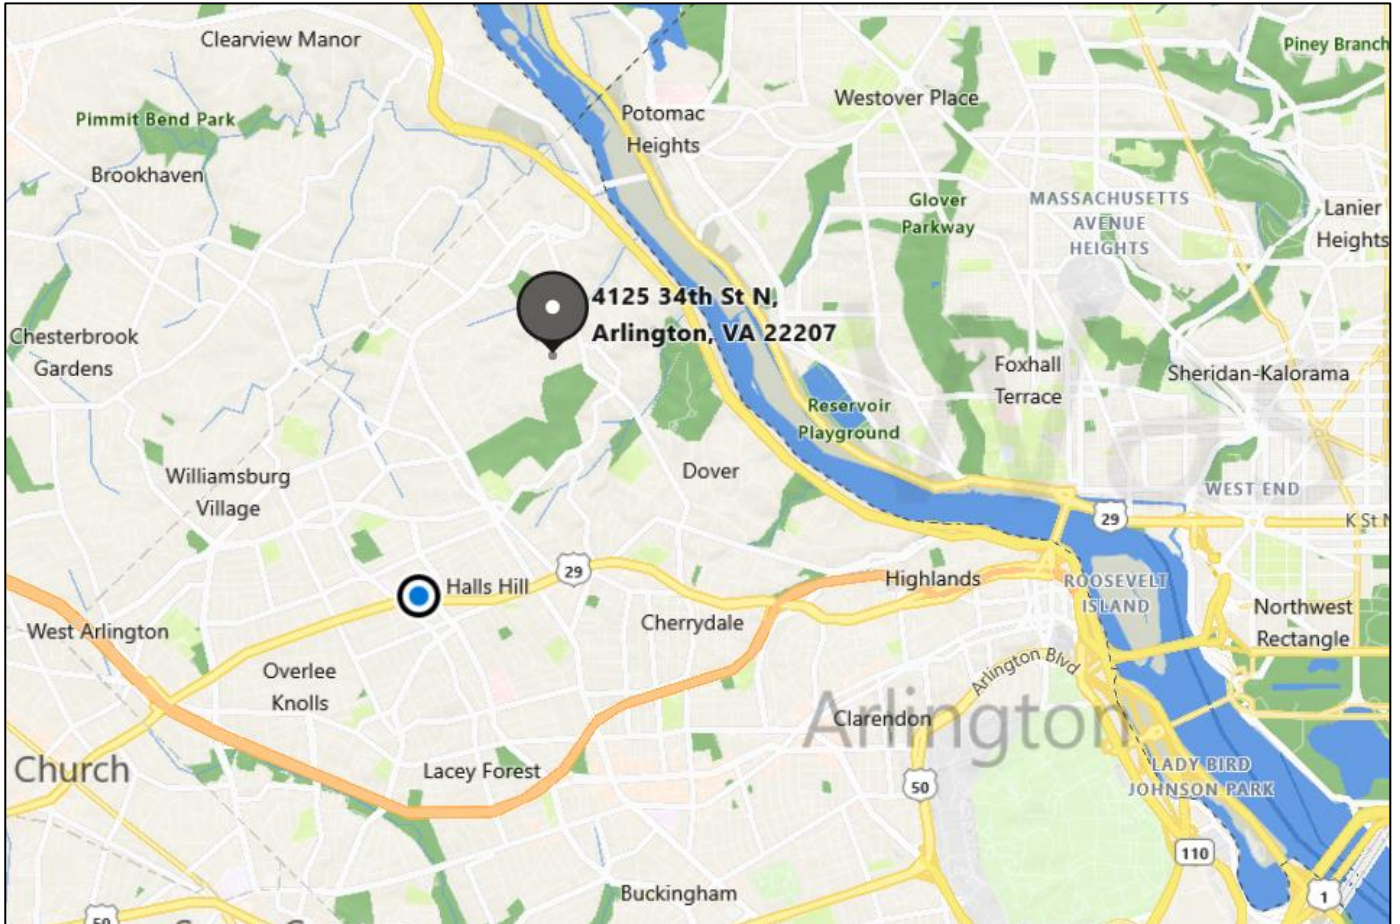 Clearview Manor
Piney Branch
Westover Place
Potomac
Heights
Pimmit Bend Park
Brookhaven
Glover
Parkway
MASSACHUSETTS
AVENUE
HEIGHTS
Lanier
Heights
4125 34th St N,
Arlington, VA 22207
Chesterbrook
Gardens
Foxhall
Terrace
Sheridan-Kalorama
Reservoir
Playground
Dover
Williamsburg
Village
WEST END
29
K St N
29
Halls Hill
Highlands
ROOSEVELT
ISLAND
Northwest
Rectangle
West Arlington
Cherrydale
Overlee
Knolls
Arlington Blvd
Clarendon
Arlington
Church
Lacey Forest
50
LADY BIRD
JOHNSON PARK
110
Buckingham
1
50